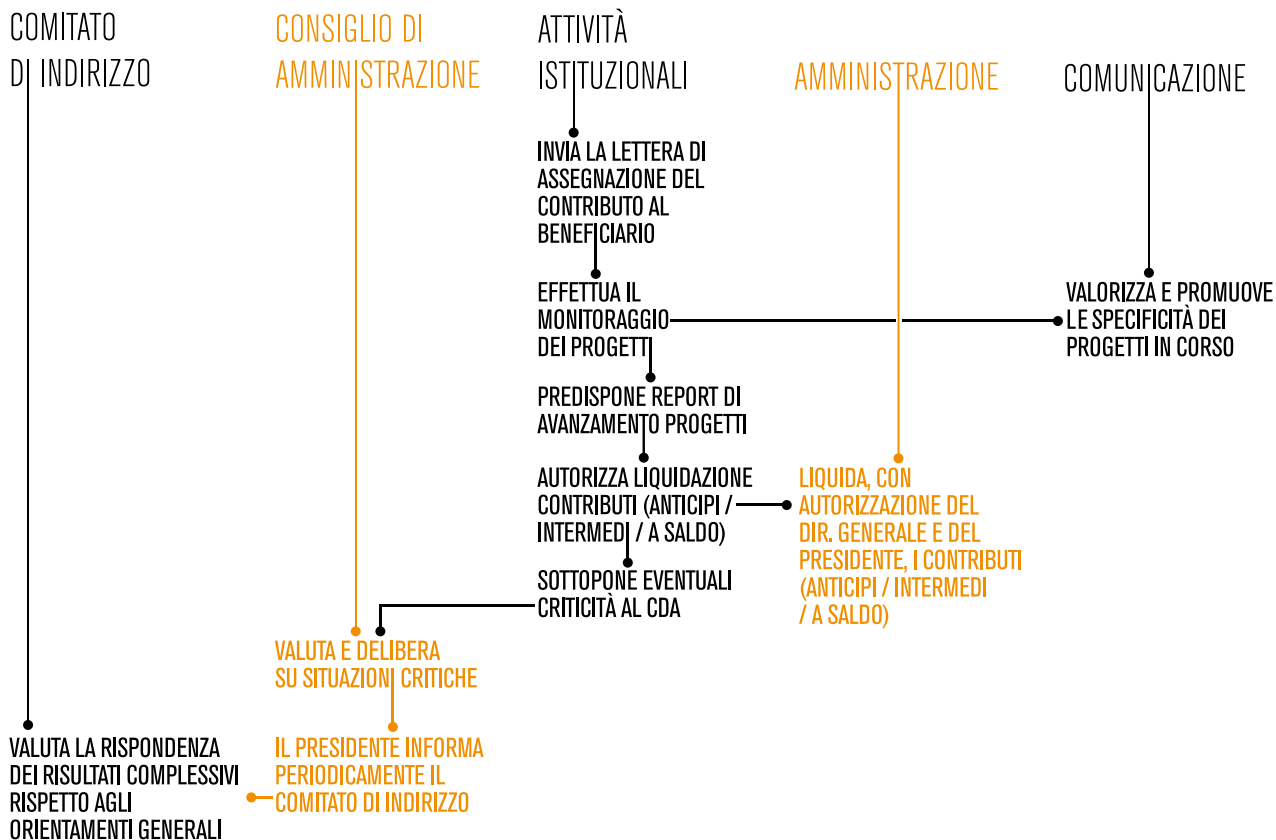 COMITATO
DI INDIRIZZO
CONSIGLIO DI
AMMINISTRAZIONE
ATTIVITÀ
ISTITUZIONALI
AMMINISTRAZIONE
COMUNICAZIONE
INVIA LA LETTERA DI
ASSEGNAZIONE DEL
CONTRIBUTO AL
BENEFICIARIO
EFFETTUA IL
MONITORAGGIO
DEI PROGETTI
VALORIZZA E PROMUOVE
LE SPECIFICITÀ DEI
PROGETTI IN CORSO
PREDISPONE REPORT DI
AVANZAMENTO PROGETTI
AUTORIZZA LIQUIDAZIONE
CONTRIBUTI (ANTICIPI /
INTERMEDI / A SALDO)
LIQUIDA, CON
AUTORIZZAZIONE DEL
DIR. GENERALE E DEL
PRESIDENTE, I CONTRIBUTI
(ANTICIPI / INTERMEDI
/ A SALDO)
SOTTOPONE EVENTUALI
CRITICITÀ AL CDA
VALUTA E DELIBERA
SU SITUAZIONI CRITICHE
IL PRESIDENTE INFORMA
PERIODICAMENTE IL
COMITATO DI INDIRIZZO
VALUTA LA RISPONDENZA
DEI RISULTATI COMPLESSIVI
RISPETTO AGLI
ORIENTAMENTI GENERALI